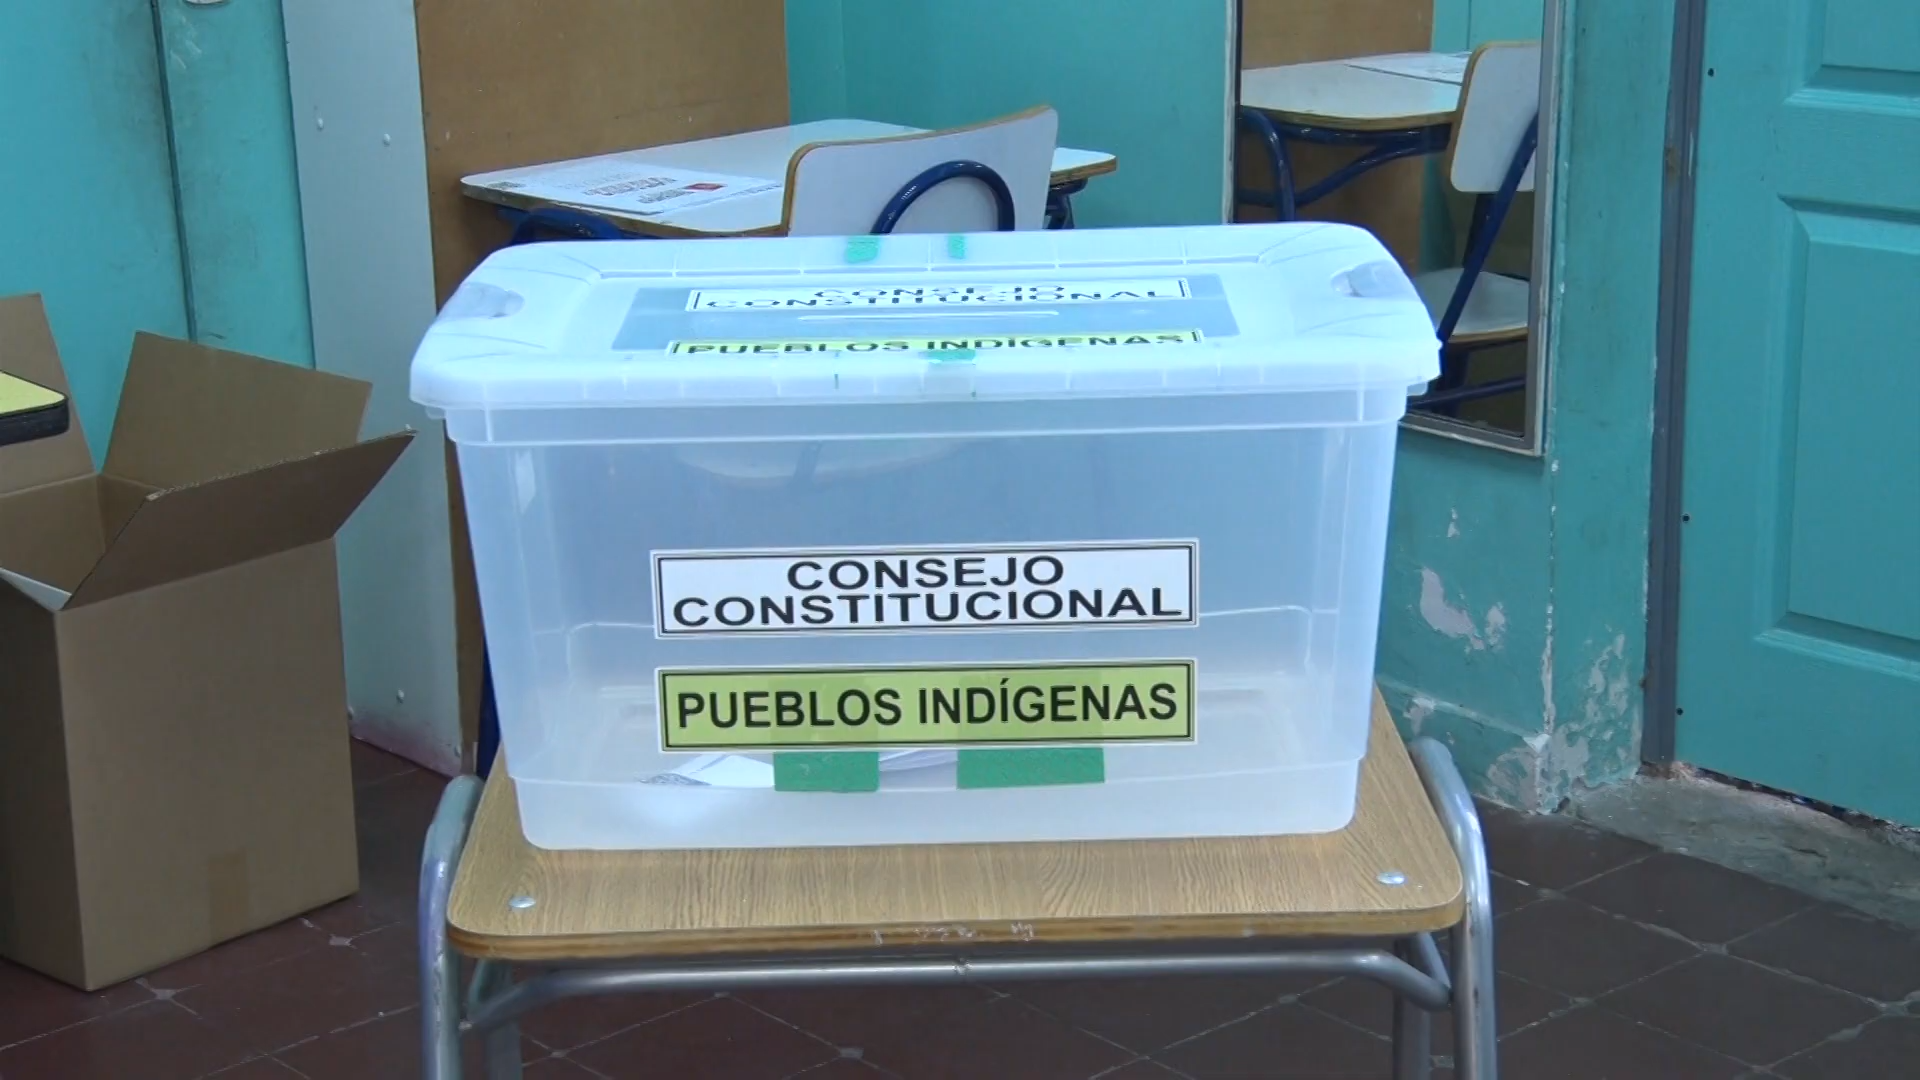 CONSEJO
CONSTITUCIONAL
PUEBLOS INDÍGENAS
CONSEJO
CONSTITUCIONAL
PUEBLOS INDÍGENAS